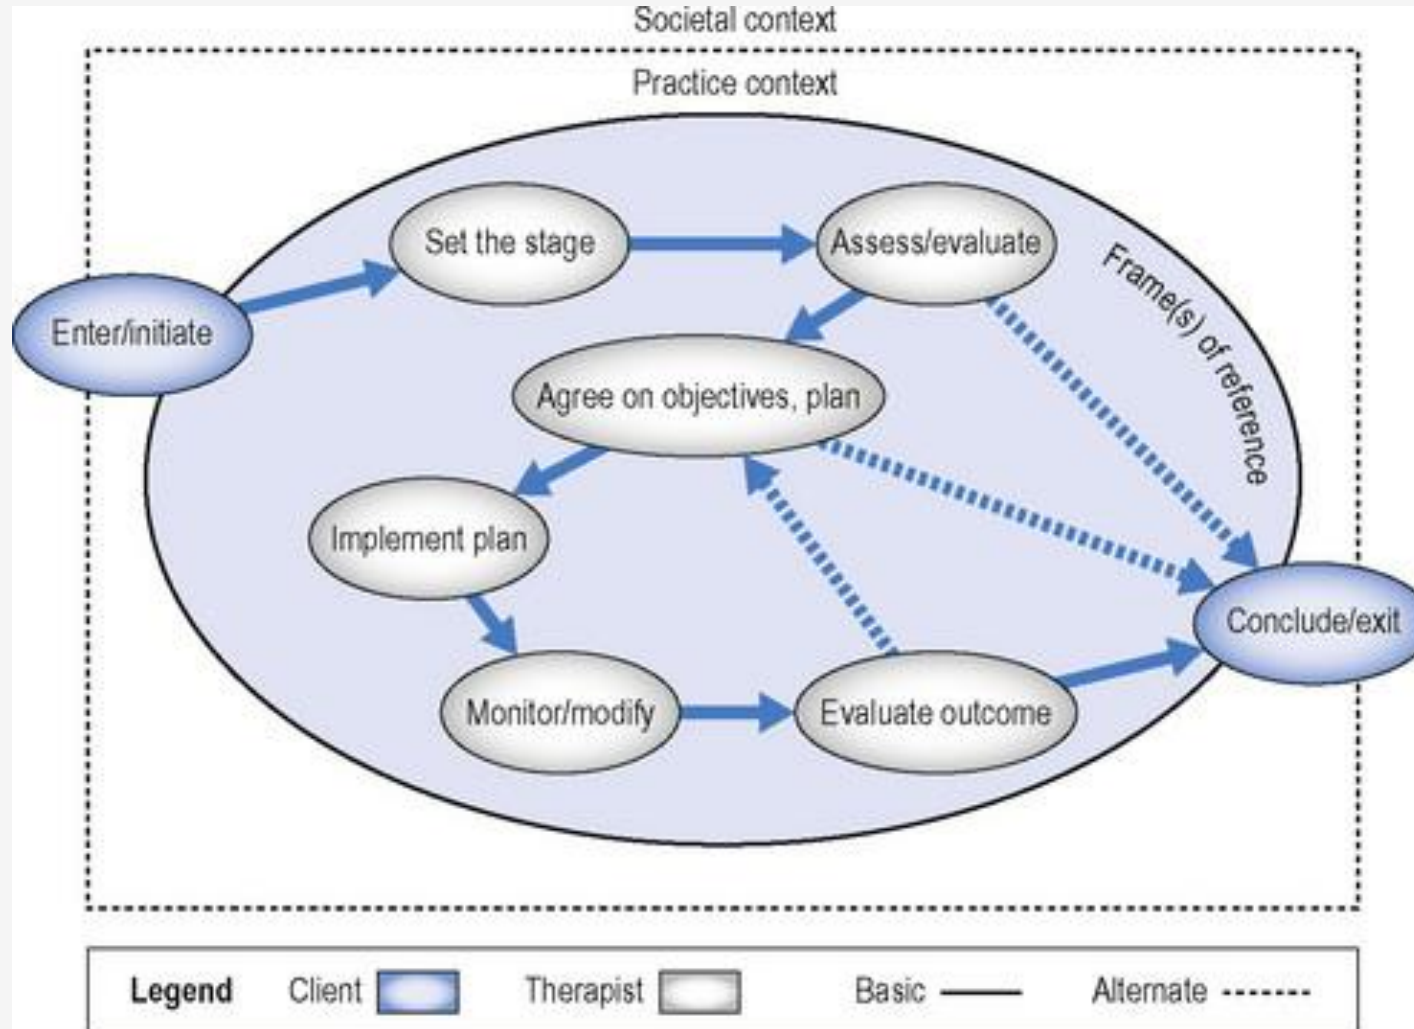 Societal context
Practice context
Set the stage
Assess/evaluate
Frame(s) of reference
Enter/initiate
Agree on objectives, plan
Implement plan
Conclude/exit
Monitor/modify
Evaluate outcome
Legend Client Therapist Basic Alternate